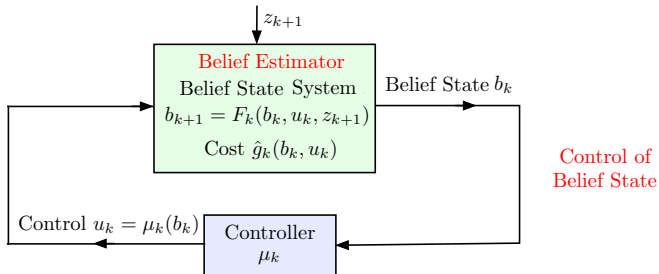 z_{k+1}
Belief Estimator
Belief State System
b_{k+1} = F_k(b_k, u_k, z_{k+1})
Cost ĝ_k(b_k, u_k)
Belief State b_k
Control of
Belief State
Control u_k = μ_k(b_k)
Controller
μ_k